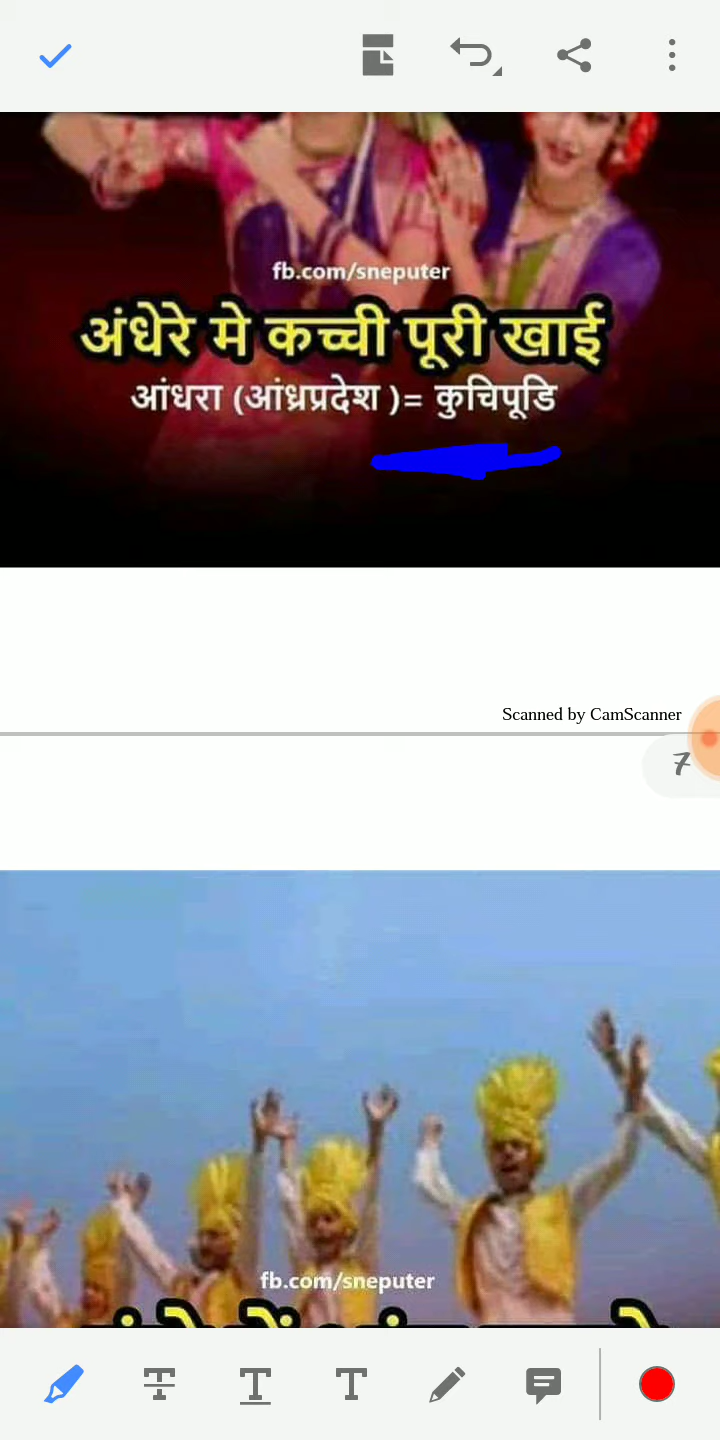 fb.com/sneputer
अंधेरे मे कच्ची पूरी खाई
आंधरा (आंध्रप्रदेश )= कुचिपूडि
Scanned by CamScanner
7
fb.com/sneputer